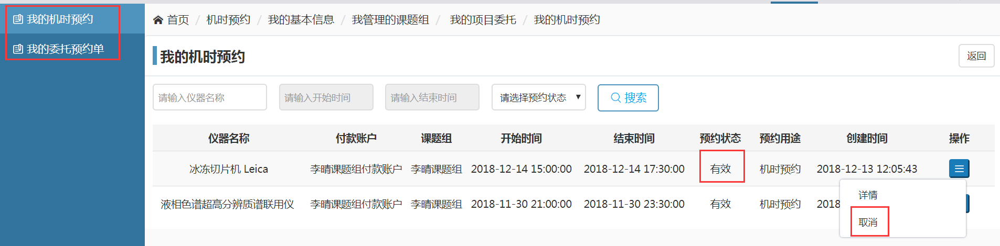 我的机时预约
我的委托预约单
首页 / 机时预约 / 我的基本信息 / 我管理的课题组 / 我的项目委托 / 我的机时预约
我的机时预约
返回
请输入仪器名称 请输入开始时间 请输入结束时间 请选择预约状态 搜索
仪器名称 付款账户 课题组 开始时间 结束时间 预约状态 预约用途 创建时间 操作
冰冻切片机 Leica 李晴课题组付款账户 李晴课题组 2018-12-14 15:00:00 2018-12-14 17:30:00 有效 机时预约 2018-12-13 12:05:43
液相色谱超高分辨质谱联用仪 李晴课题组付款账户 李晴课题组 2018-11-30 21:00:00 2018-11-30 23:30:00 有效 机时预约 2018-
详情
取消